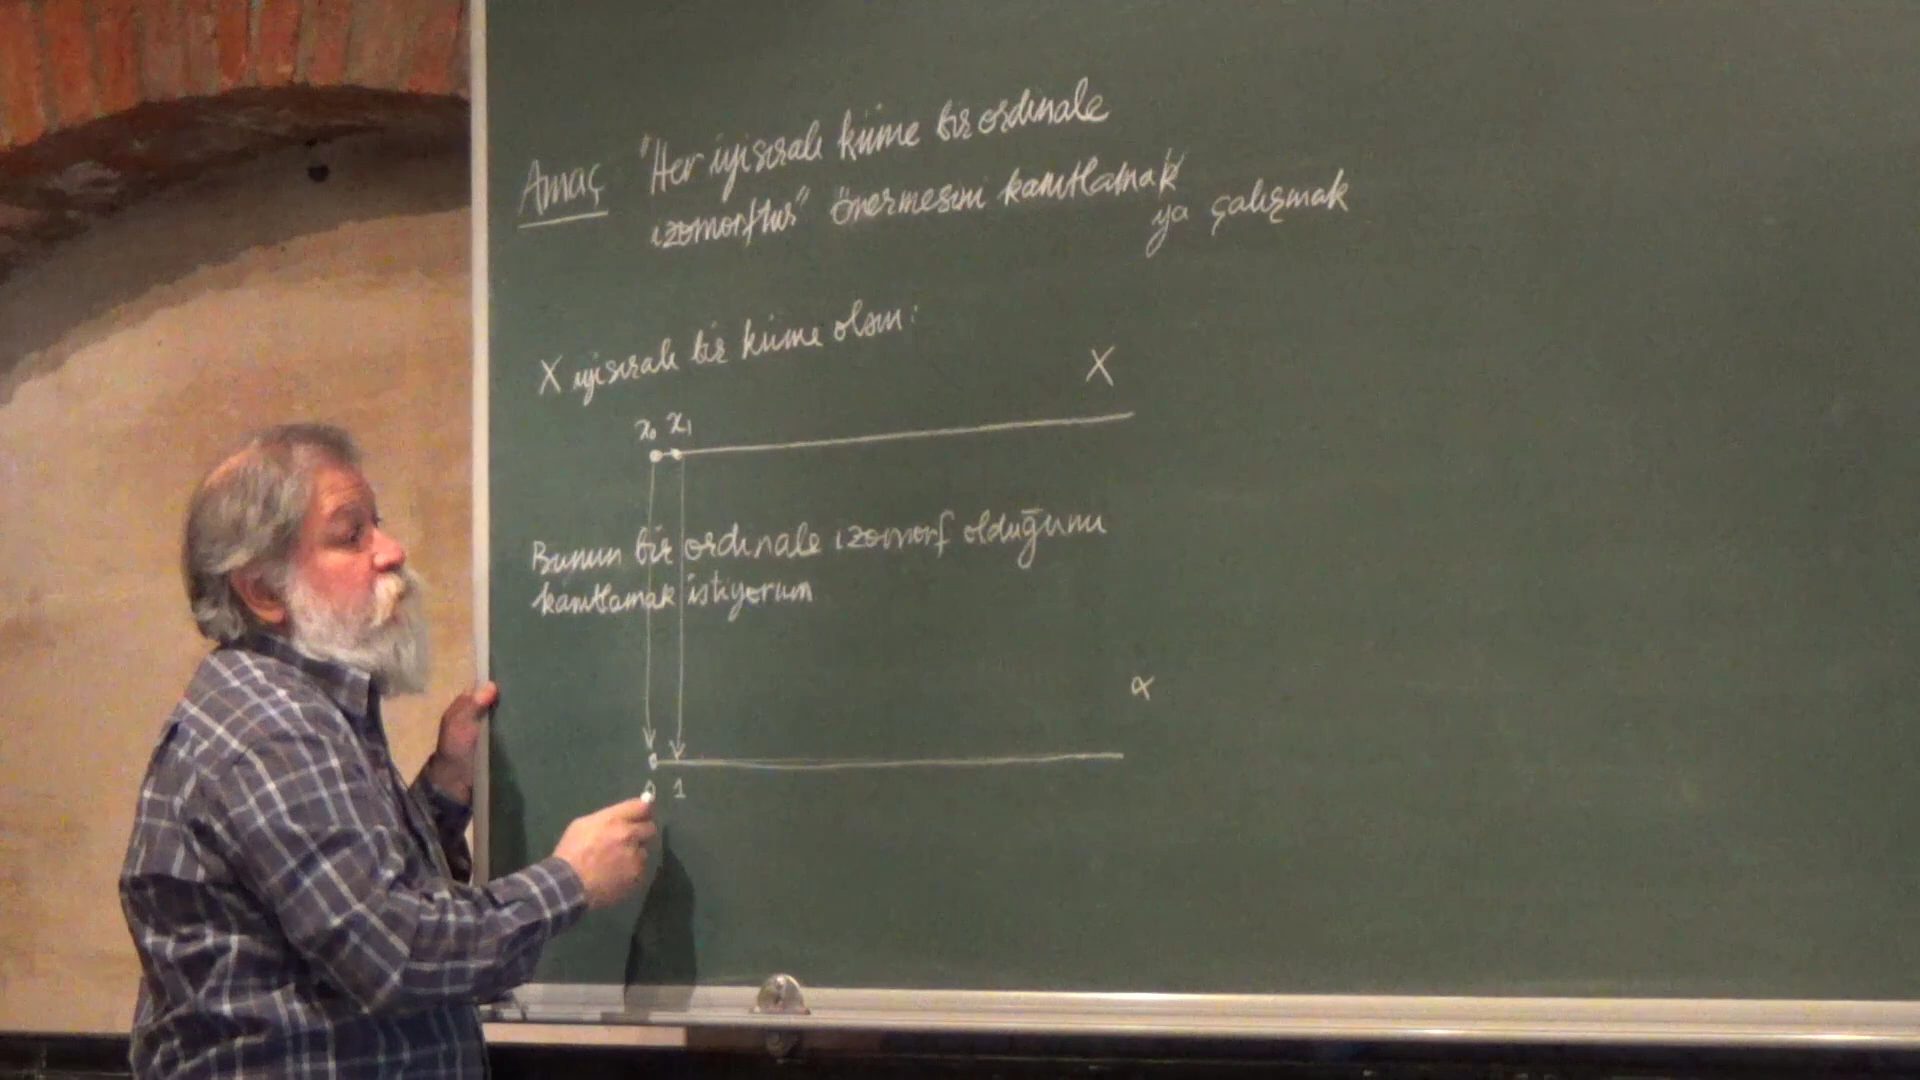 Amaç "Her iyisıralı küme bir ordinale
izomorftur" önermesini kanıtlamak
ya çalışmak
X iyisıralı bir küme olsun:
X
x₀ x₁
Bunun bir ordinale izomorf olduğunu
kanıtlamak istiyorum
α
0 1